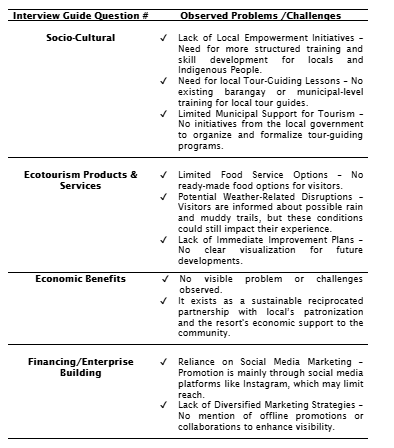 Interview Guide Question # Observed Problems /Challenges
Socio-Cultural ✓ Lack of Local Empowerment Initiatives –
Need for more structured training and
skill development for locals and
Indigenous People.
✓ Need for local Tour-Guiding Lessons – No
existing barangay or municipal-level
training for local tour guides.
✓ Limited Municipal Support for Tourism –
No initiatives from the local government
to organize and formalize tour-guiding
programs.
Ecotourism Products &
Services
✓ Limited Food Service Options – No
ready-made food options for visitors.
✓ Potential Weather-Related Disruptions –
Visitors are informed about possible rain
and muddy trails, but these conditions
could still impact their experience.
✓ Lack of Immediate Improvement Plans –
No clear visualization for future
developments.
Economic Benefits ✓ No visible problem or challenges
observed.
✓ It exists as a sustainable reciprocated
partnership with local's patronization
and the resort's economic support to the
community.
Financing/Enterprise
Building
✓ Reliance on Social Media Marketing –
Promotion is mainly through social media
platforms like Instagram, which may limit
reach.
✓ Lack of Diversified Marketing Strategies –
No mention of offline promotions or
collaborations to enhance visibility.